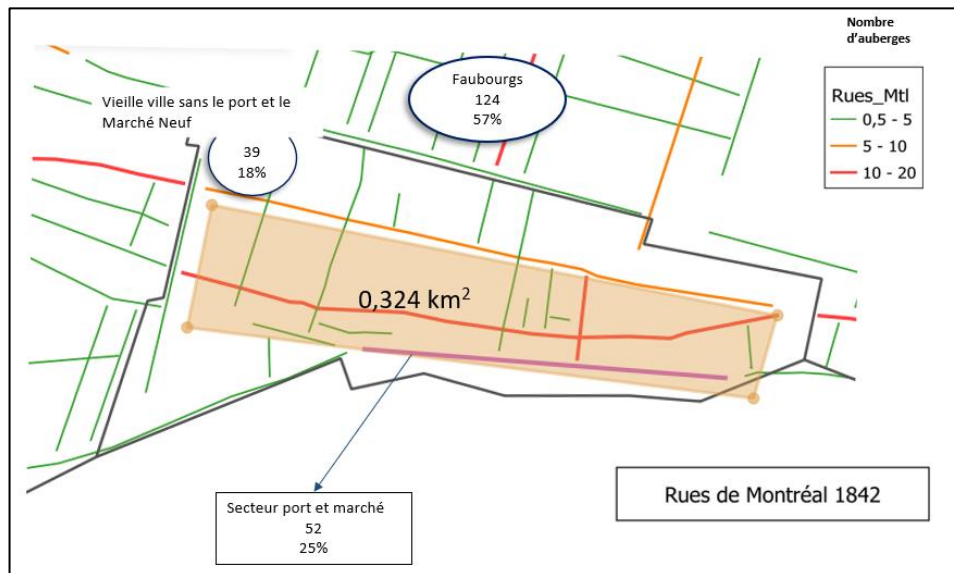 Nombre
d'auberges
Rues_Mtl
0,5 - 5
5 - 10
10 - 20
Faubourgs
124
57%
Vieille ville sans le port et le
Marché Neuf
39
18%
0,324 km²
Secteur port et marché
52
25%
Rues de Montréal 1842